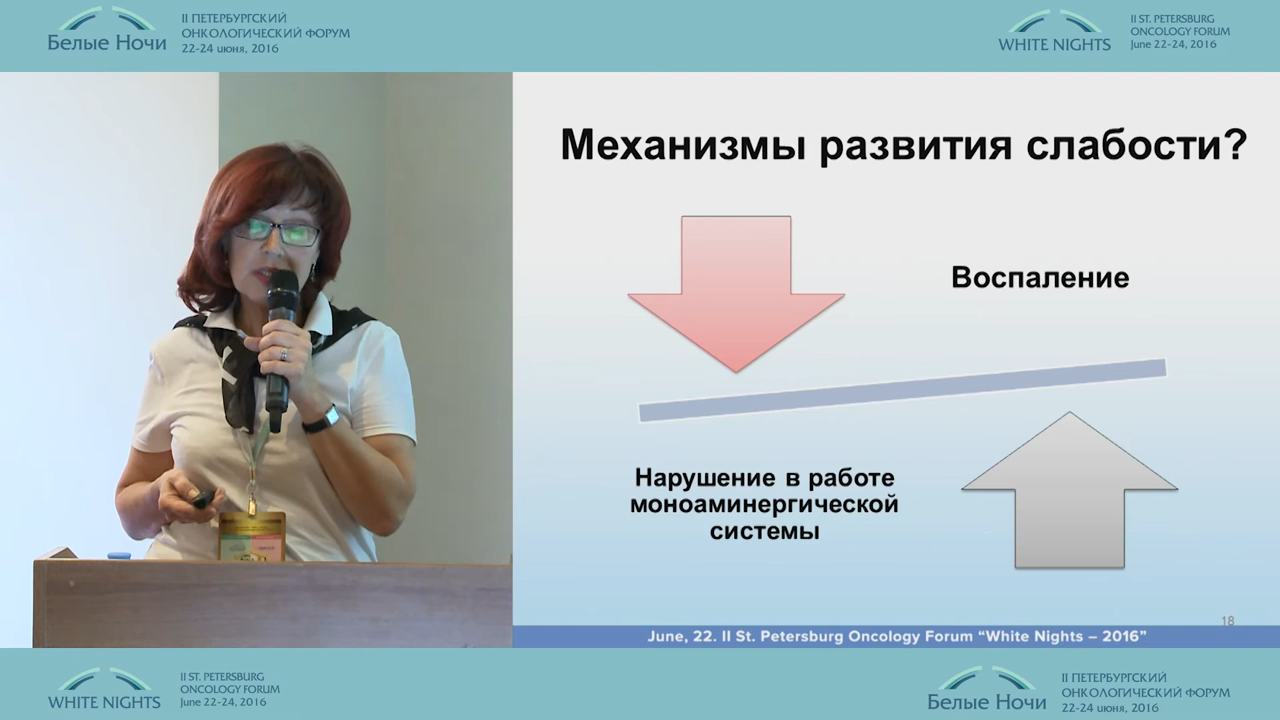 Белые Ночи
II ПЕТЕРБУРГСКИЙ
ОНКОЛОГИЧЕСКИЙ ФОРУМ
22-24 июня, 2016
WHITE NIGHTS
II ST. PETERSBURG
ONCOLOGY FORUM
June 22-24, 2016
Механизмы развития слабости?
Воспаление
Нарушение в работе
моноаминергической
системы
18
June, 22. II St. Petersburg Oncology Forum “White Nights – 2016”
WHITE NIGHTS
II ST. PETERSBURG
ONCOLOGY FORUM
June 22-24, 2016
Белые Ночи
II ПЕТЕРБУРГСКИЙ
ОНКОЛОГИЧЕСКИЙ ФОРУМ
22-24 июня, 2016